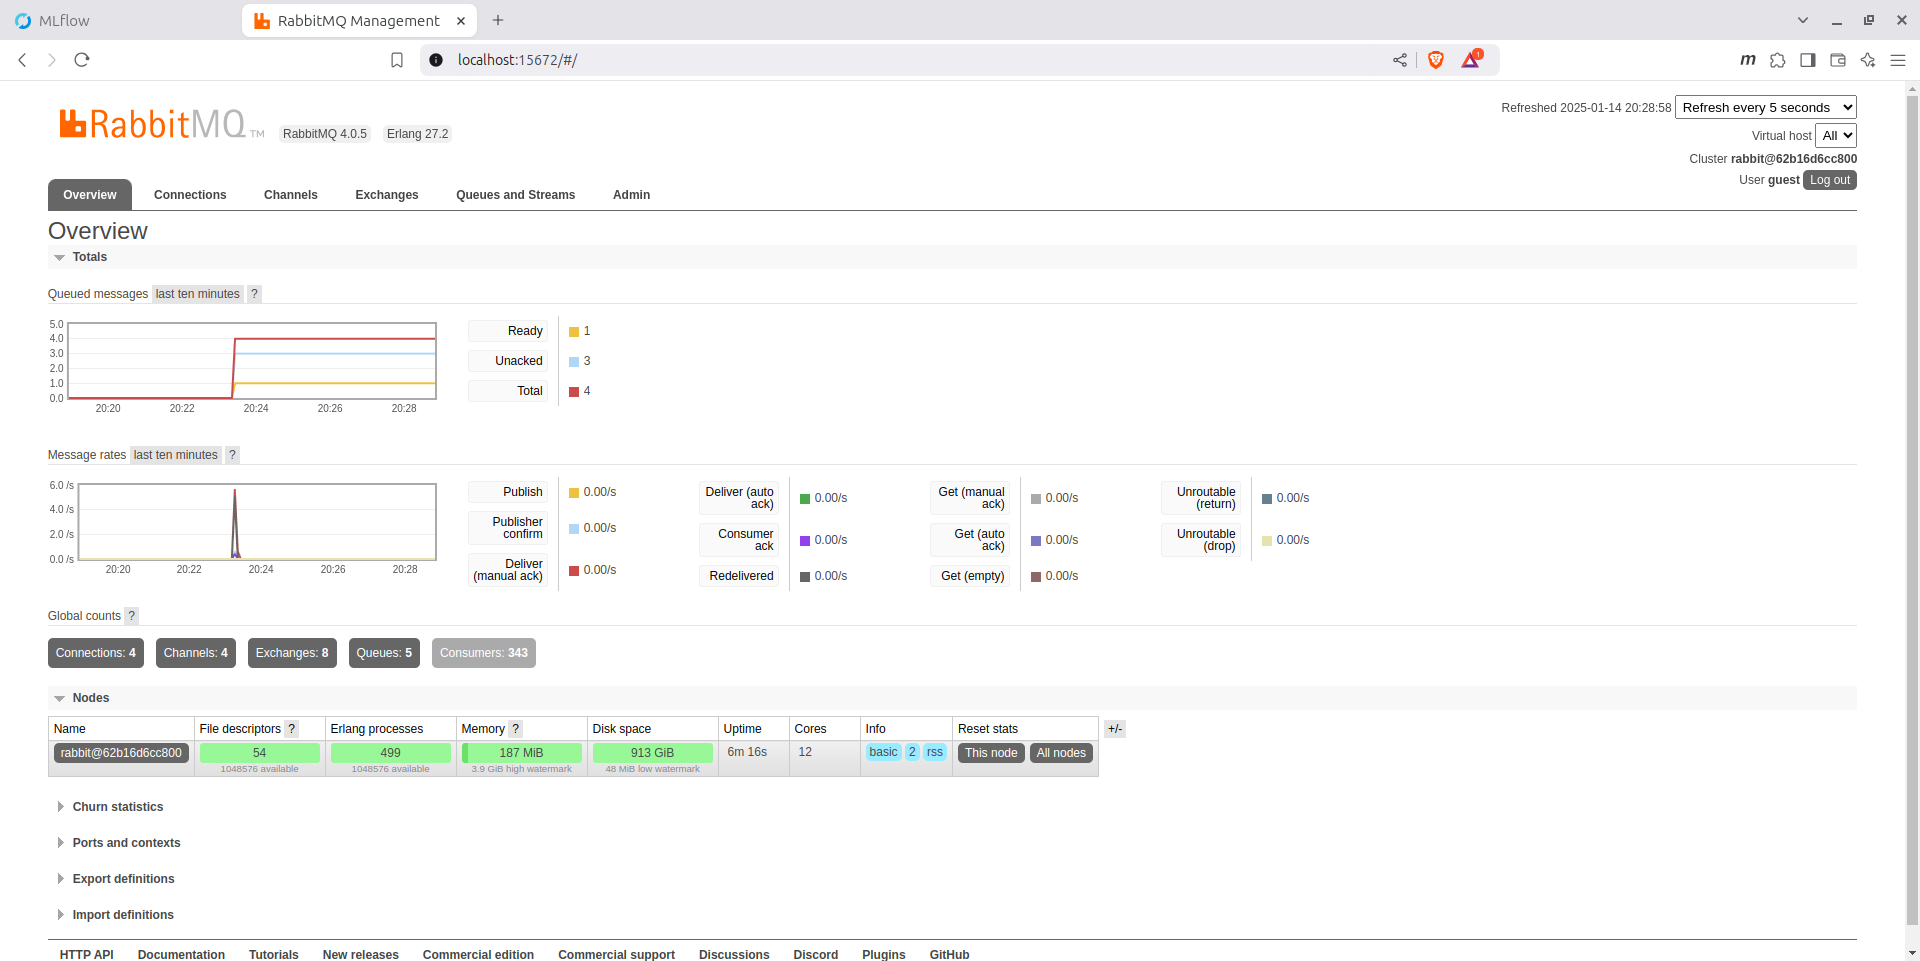 MLflow
RabbitMQ Management
localhost:15672/#/
m
1
RabbitMQ TM
RabbitMQ 4.0.5
Erlang 27.2
Refreshed 2025-01-14 20:28:58
Refresh every 5 seconds
Virtual host
All
Cluster rabbit@62b16d6cc800
User guest
Log out
Overview
Connections
Channels
Exchanges
Queues and Streams
Admin
Overview
Totals
Queued messages last ten minutes ?
5.0
4.0
3.0
2.0
1.0
0.0
20:20
20:22
20:24
20:26
20:28
Ready
1
Unacked
3
Total
4
Message rates last ten minutes ?
6.0 /s
4.0 /s
2.0 /s
0.0 /s
20:20
20:22
20:24
20:26
20:28
Publish
0.00/s
Publisher
confirm
0.00/s
Deliver
(manual ack)
0.00/s
Deliver (auto
ack)
0.00/s
Consumer
ack
0.00/s
Redelivered
0.00/s
Get (manual
ack)
0.00/s
Get (auto
ack)
0.00/s
Get (empty)
0.00/s
Unroutable
(return)
0.00/s
Unroutable
(drop)
0.00/s
Global counts ?
Connections: 4
Channels: 4
Exchanges: 8
Queues: 5
Consumers: 343
Nodes
Name
File descriptors ?
Erlang processes
Memory ?
Disk space
Uptime
Cores
Info
Reset stats
+/-
rabbit@62b16d6cc800
54
1048576 available
499
1048576 available
187 MiB
3.9 GiB high watermark
913 GiB
48 MiB low watermark
6m 16s
12
basic
2
rss
This node
All nodes
Churn statistics
Ports and contexts
Export definitions
Import definitions
HTTP API
Documentation
Tutorials
New releases
Commercial edition
Commercial support
Discussions
Discord
Plugins
GitHub